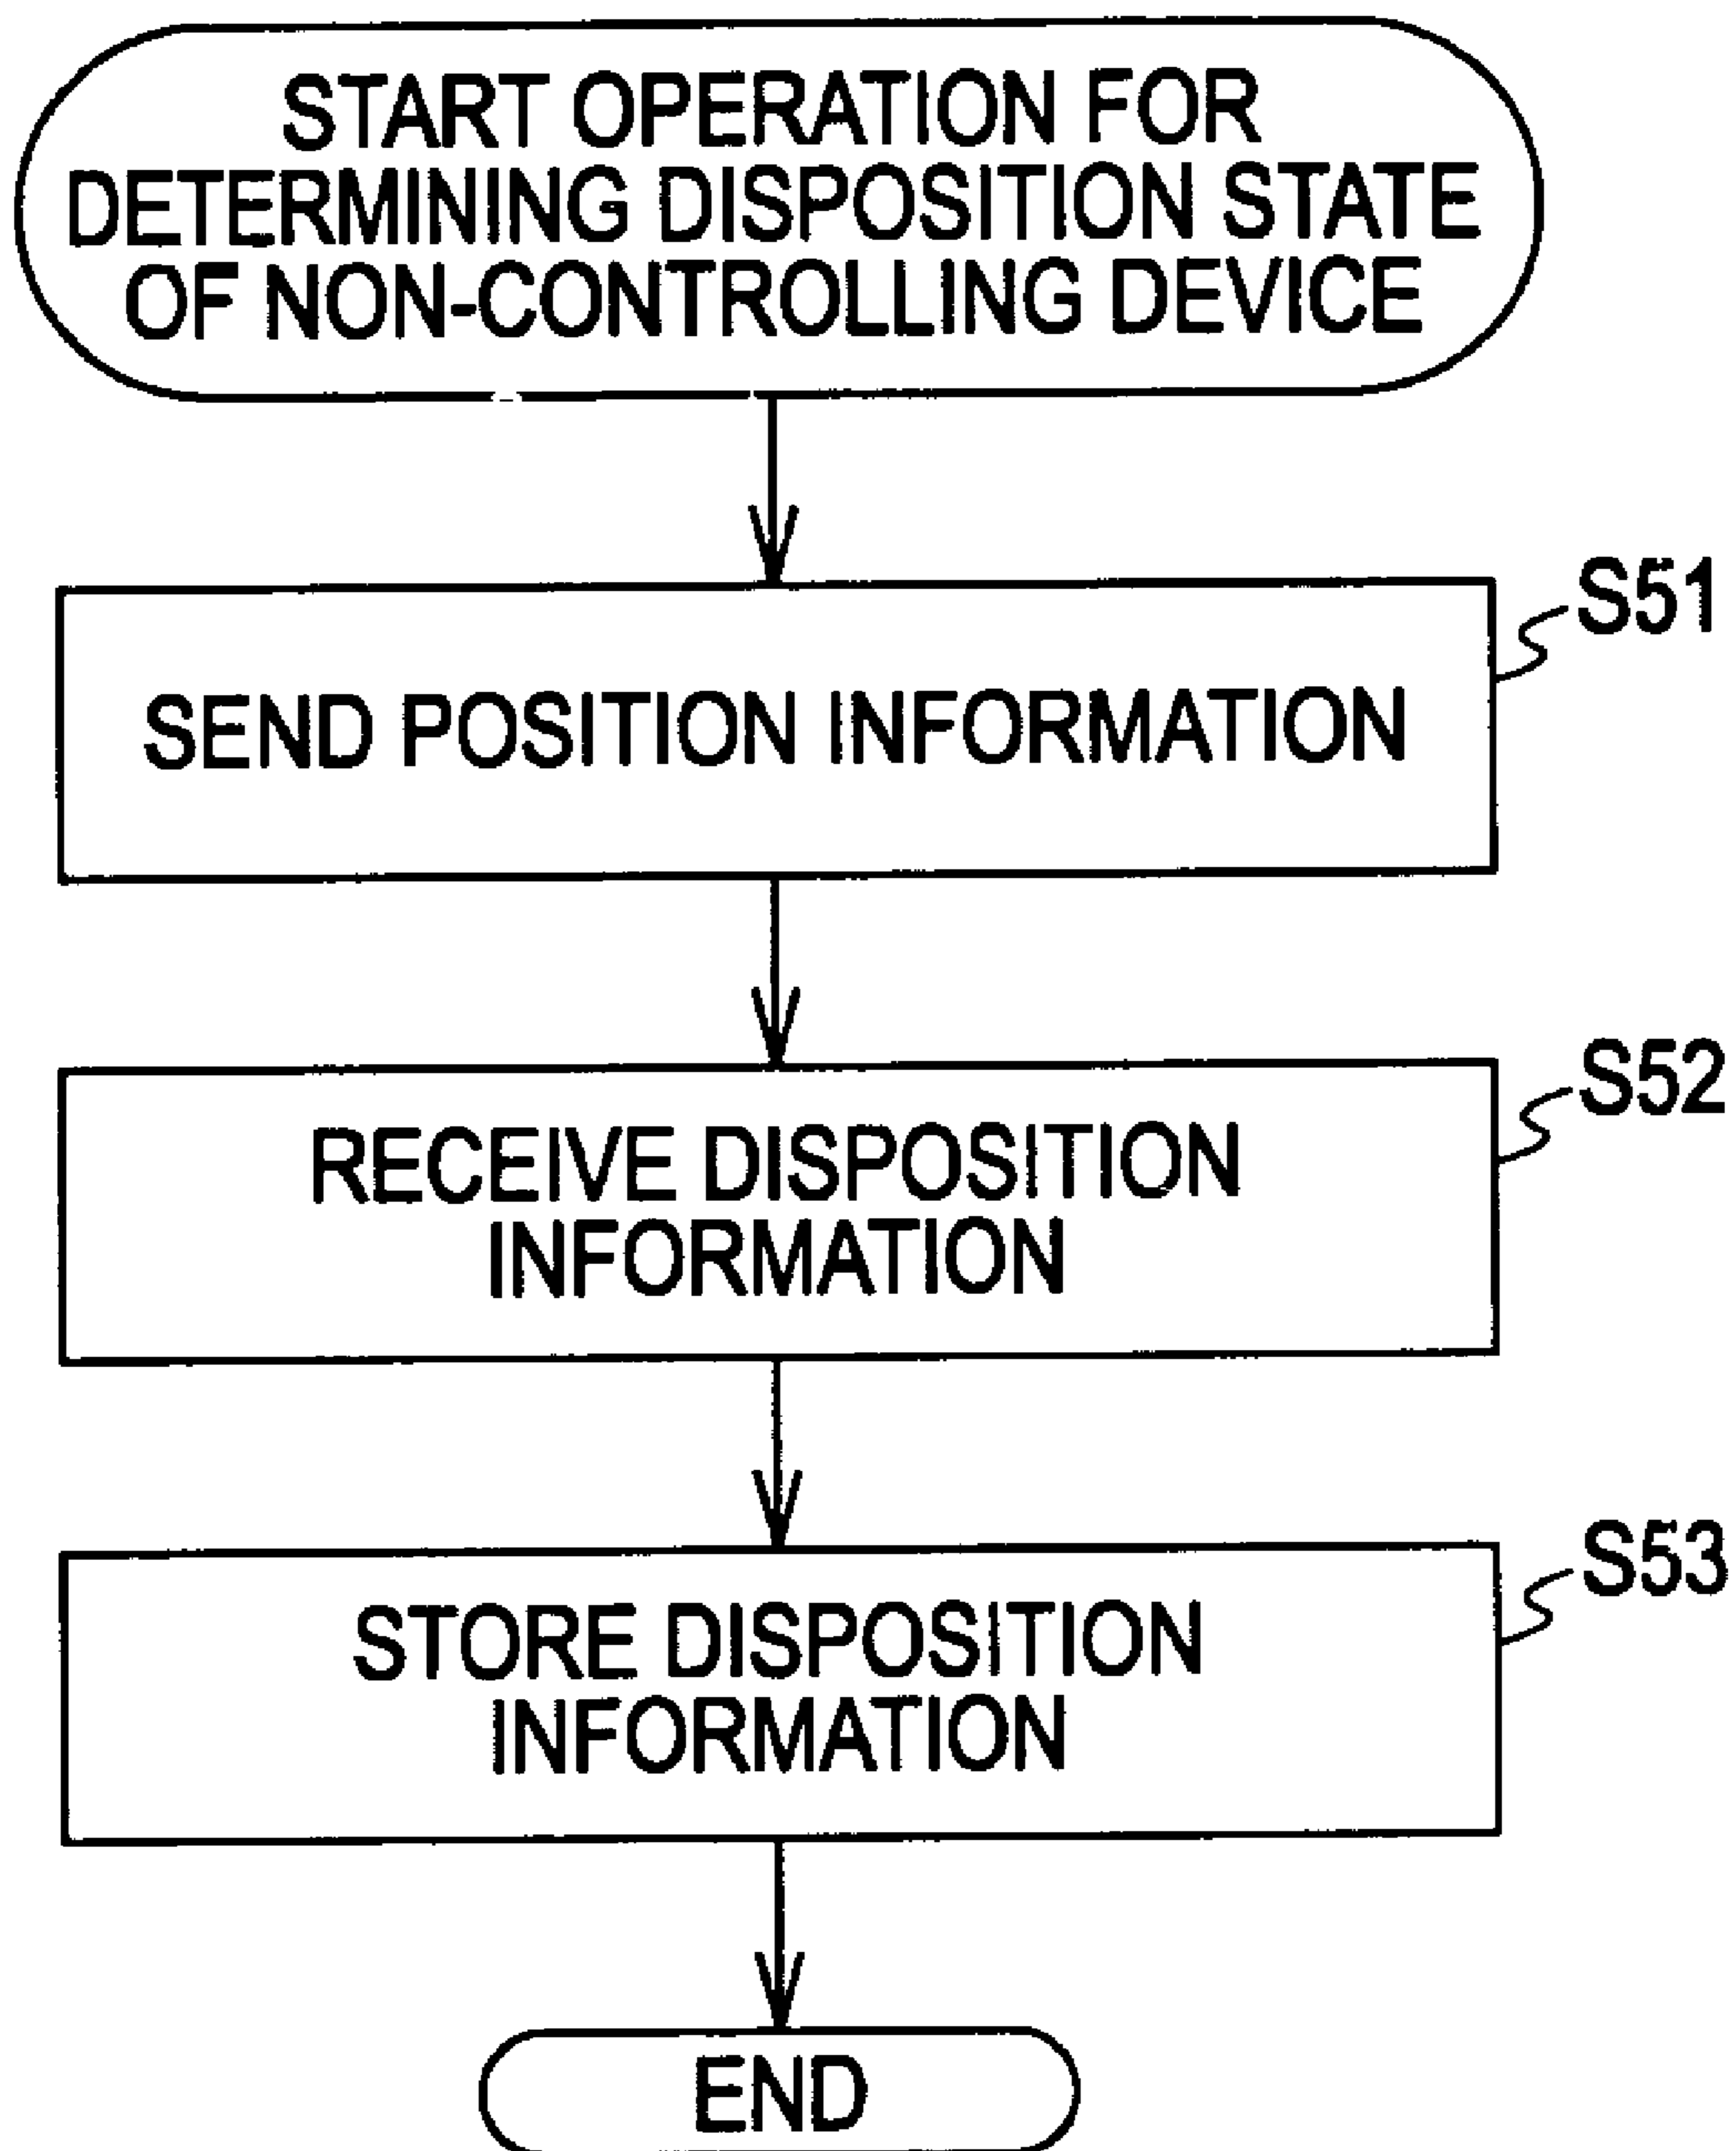 START OPERATION FOR
DETERMINING DISPOSITION STATE
OF NON-CONTROLLING DEVICE
S51
SEND POSITION INFORMATION
S52
RECEIVE DISPOSITION
INFORMATION
S53
STORE DISPOSITION
INFORMATION
END